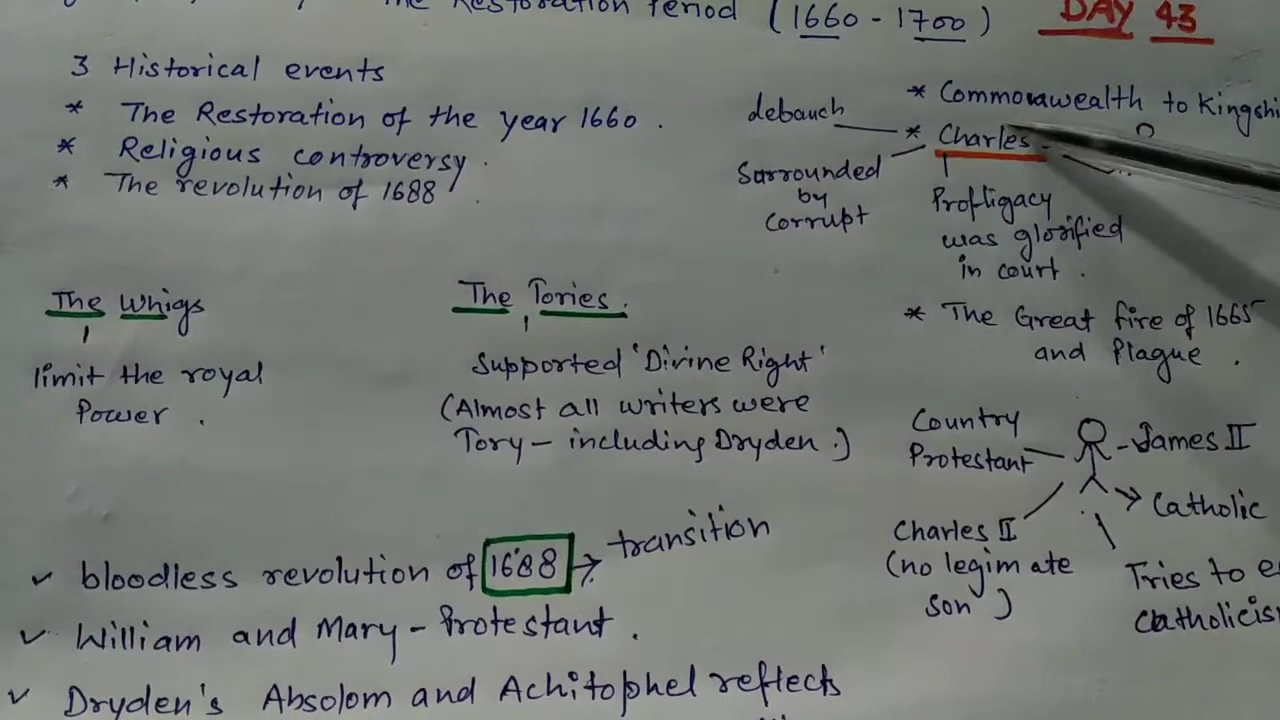 The Restoration Period (1660 - 1700)
DAY 43
3 Historical events
* The Restoration of the year 1660.
* Religious controversy.
* The revolution of 1688.
* Commonwealth to Kingshi
debauch
* Charles
Surrounded
by
corrupt
Profligacy
was glorified
in court.
* The Great fire of 1665
and Plague.
The Whigs
limit the royal
Power.
The Tories.
Supported 'Divine Right'
(Almost all writers were
Tory - including Dryden.)
Country
Protestant
James II
Catholic
Charles II
(no legimate
son)
Tries to e
Catholicis
✓ bloodless revolution of 1688 → transition
✓ William and Mary - Protestant.
✓ Dryden's Absolom and Achitophel reflects